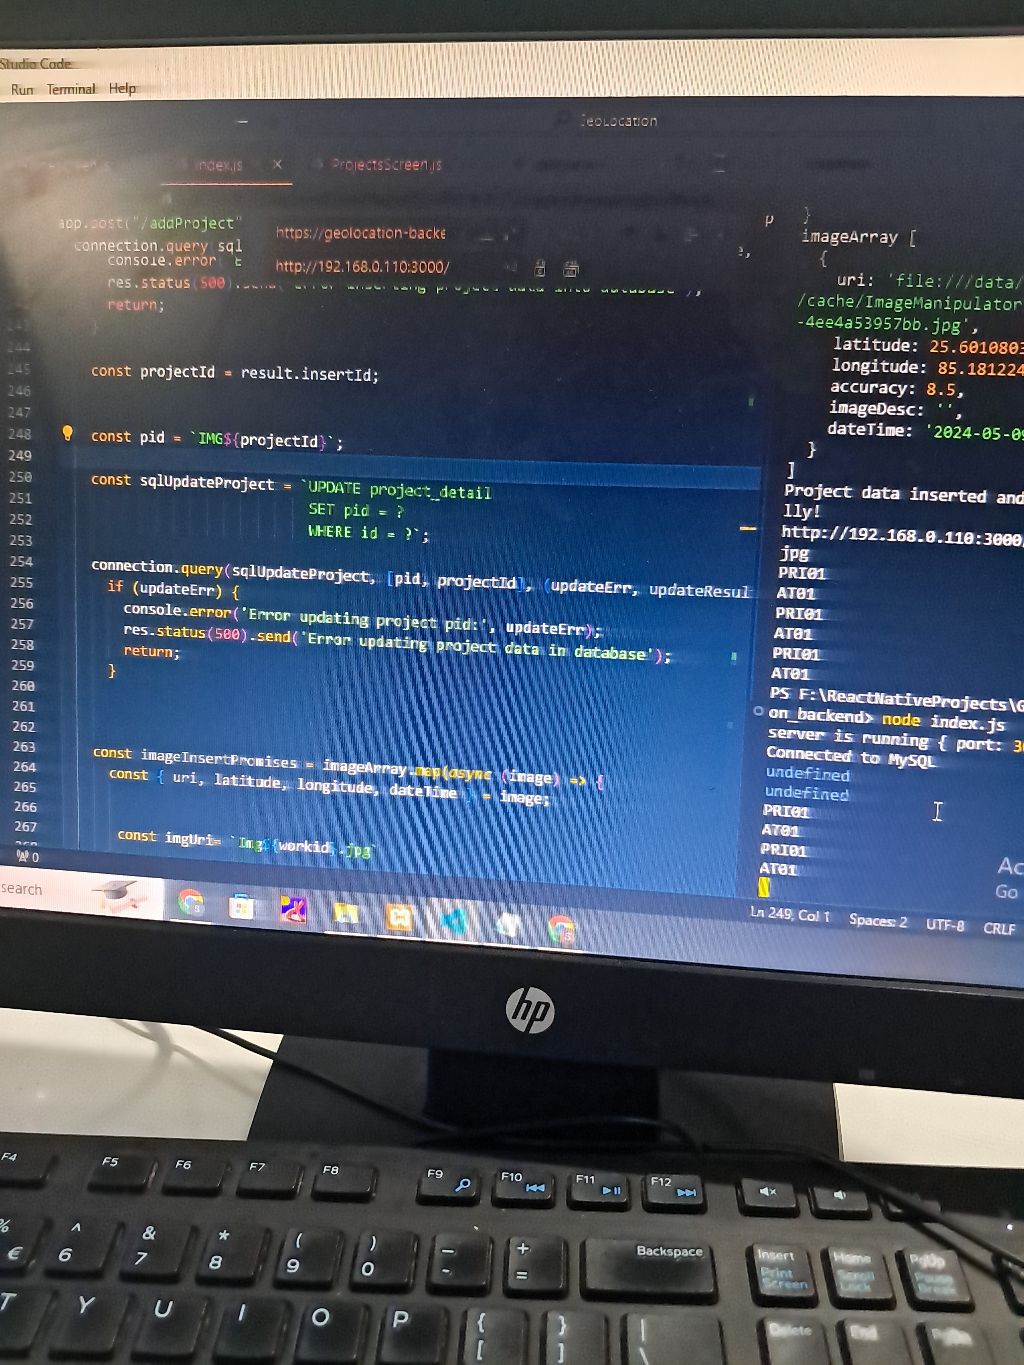 Studio Code
Run Terminal Help
GeoLocation
index.js
ProjectsScreen.js
app.post("/addProject"
connection.query sql
console.error
https://geolocation-backe
http://192.168.0.110:3000/
res.status(500)
return;
244
245 const projectId = result.insertId;
246
247
248 const pid = `IMG${projectId}`;
249
250 const sqlUpdateProject = `UPDATE project_detail
251 SET pid = ?
252 WHERE id = ?`;
253
254 connection.query(sqlUpdateProject, [pid, projectId], (updateErr, updateResul
255 if (updateErr) {
256 console.error('Error updating project pid:', updateErr);
257 res.status(500).send('Error updating project data in database');
258 return;
259 }
260
261
262
263 const imageInsertPromises = imageArray.map(async (image) => {
264 const { uri, latitude, longitude, dateTime } = image;
265
266
267 const imgUri= `Img${workid}.jpg`
0
p }
imageArray [
{
uri: 'file:///data/
/cache/ImageManipulator
-4ee4a53957bb.jpg',
latitude: 25.6010803
longitude: 85.181224
accuracy: 8.5,
imageDesc: '',
dateTime: '2024-05-09
}
]
Project data inserted and
lly!
http://192.168.0.110:3000/
jpg
PRI01
AT01
PRI01
AT01
PRI01
AT01
PS F:\ReactNativeProjects\G
on_backend> node index.js
server is running { port: 30
Connected to MySQL
undefined
undefined
PRI01
AT01
PRI01
AT01
Ac
Go
Ln 249, Col 1 Spaces: 2 UTF-8 CRLF
search
hp
F4 F5 F6 F7 F8 F9 F10 F11 F12
% € ^ 6 & 7 * 8 ( 9 ) 0 _ - + = Backspace Insert Print Screen Home Scroll Lock PgUp Pause Break
T Y U I O P { [ } ] | \ Delete End PgDn